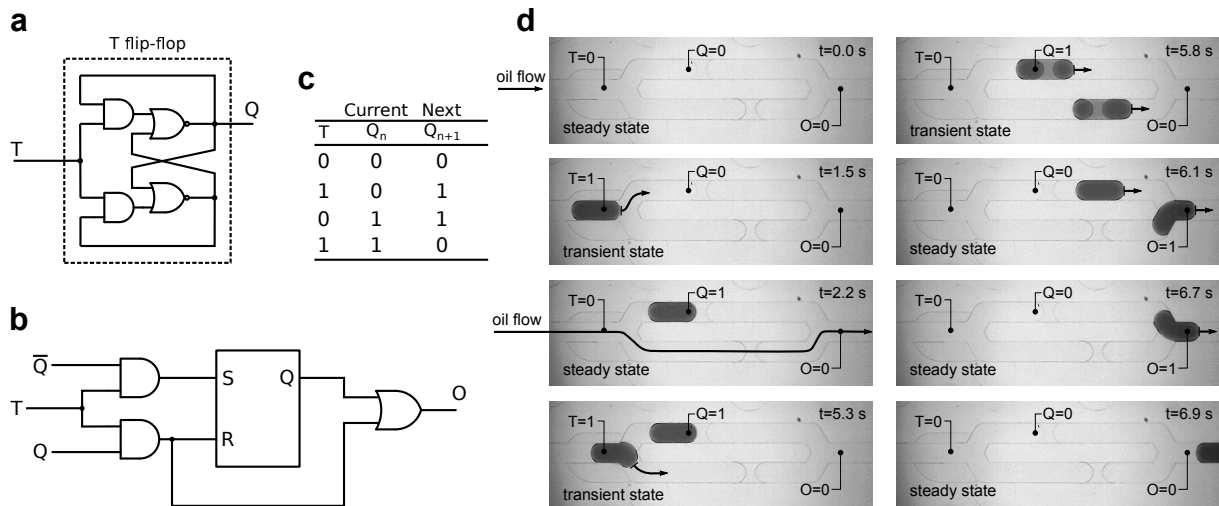 a
T flip-flop
T
Q
b
Q
T
Q
S
R
Q
O
c
Current Next
T Qn Qn+1
0 0 0
1 0 1
0 1 1
1 1 0
d
oil flow
T=0
Q=0
t=0.0 s
O=0
steady state
T=1
Q=0
t=1.5 s
O=0
transient state
oil flow
T=0
Q=1
t=2.2 s
O=0
steady state
T=1
Q=1
t=5.3 s
O=0
transient state
T=0
Q=1
t=5.8 s
O=0
transient state
T=0
Q=0
t=6.1 s
O=1
steady state
T=0
Q=0
t=6.7 s
O=1
steady state
T=0
Q=0
t=6.9 s
O=0
steady state